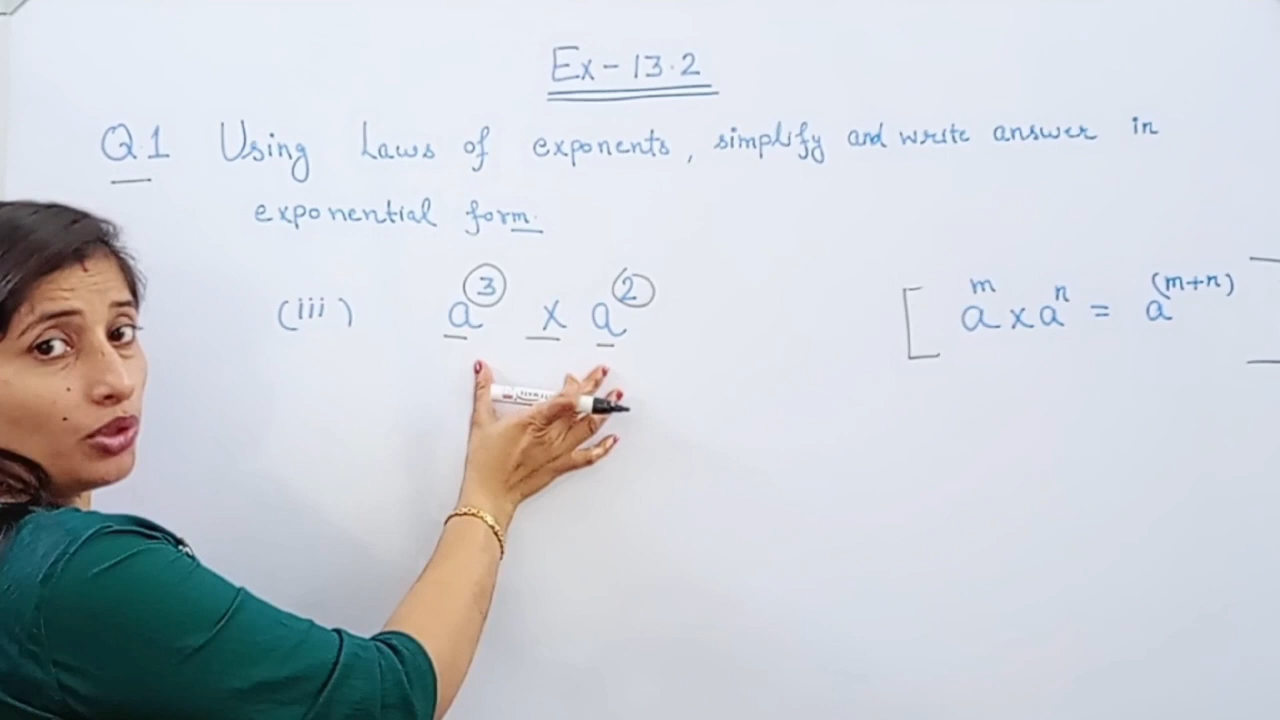 Ex-13.2
Q.1 Using Laws of exponents, simplify and write answer in
exponential form.
(iii) a³ × a² [ aᵐ × aⁿ = a⁽ᵐ⁺ⁿ⁾ ]